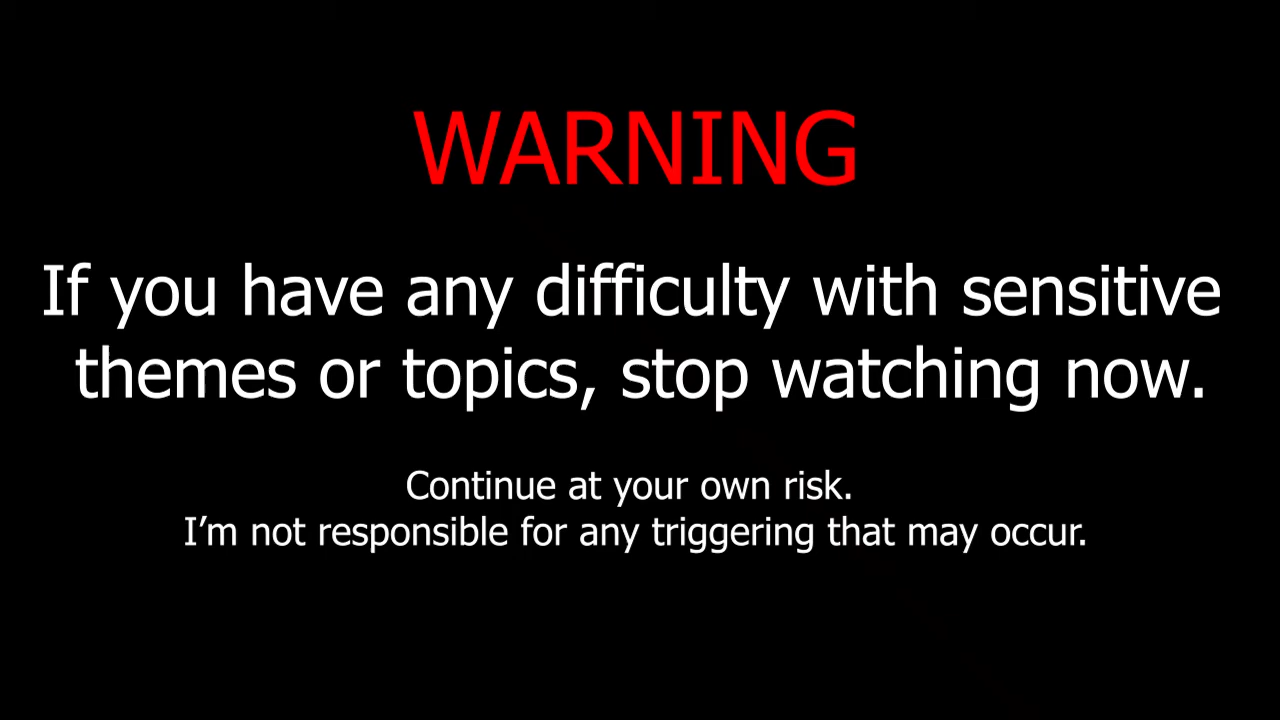 WARNING
If you have any difficulty with sensitive
themes or topics, stop watching now.
Continue at your own risk.
I’m not responsible for any triggering that may occur.